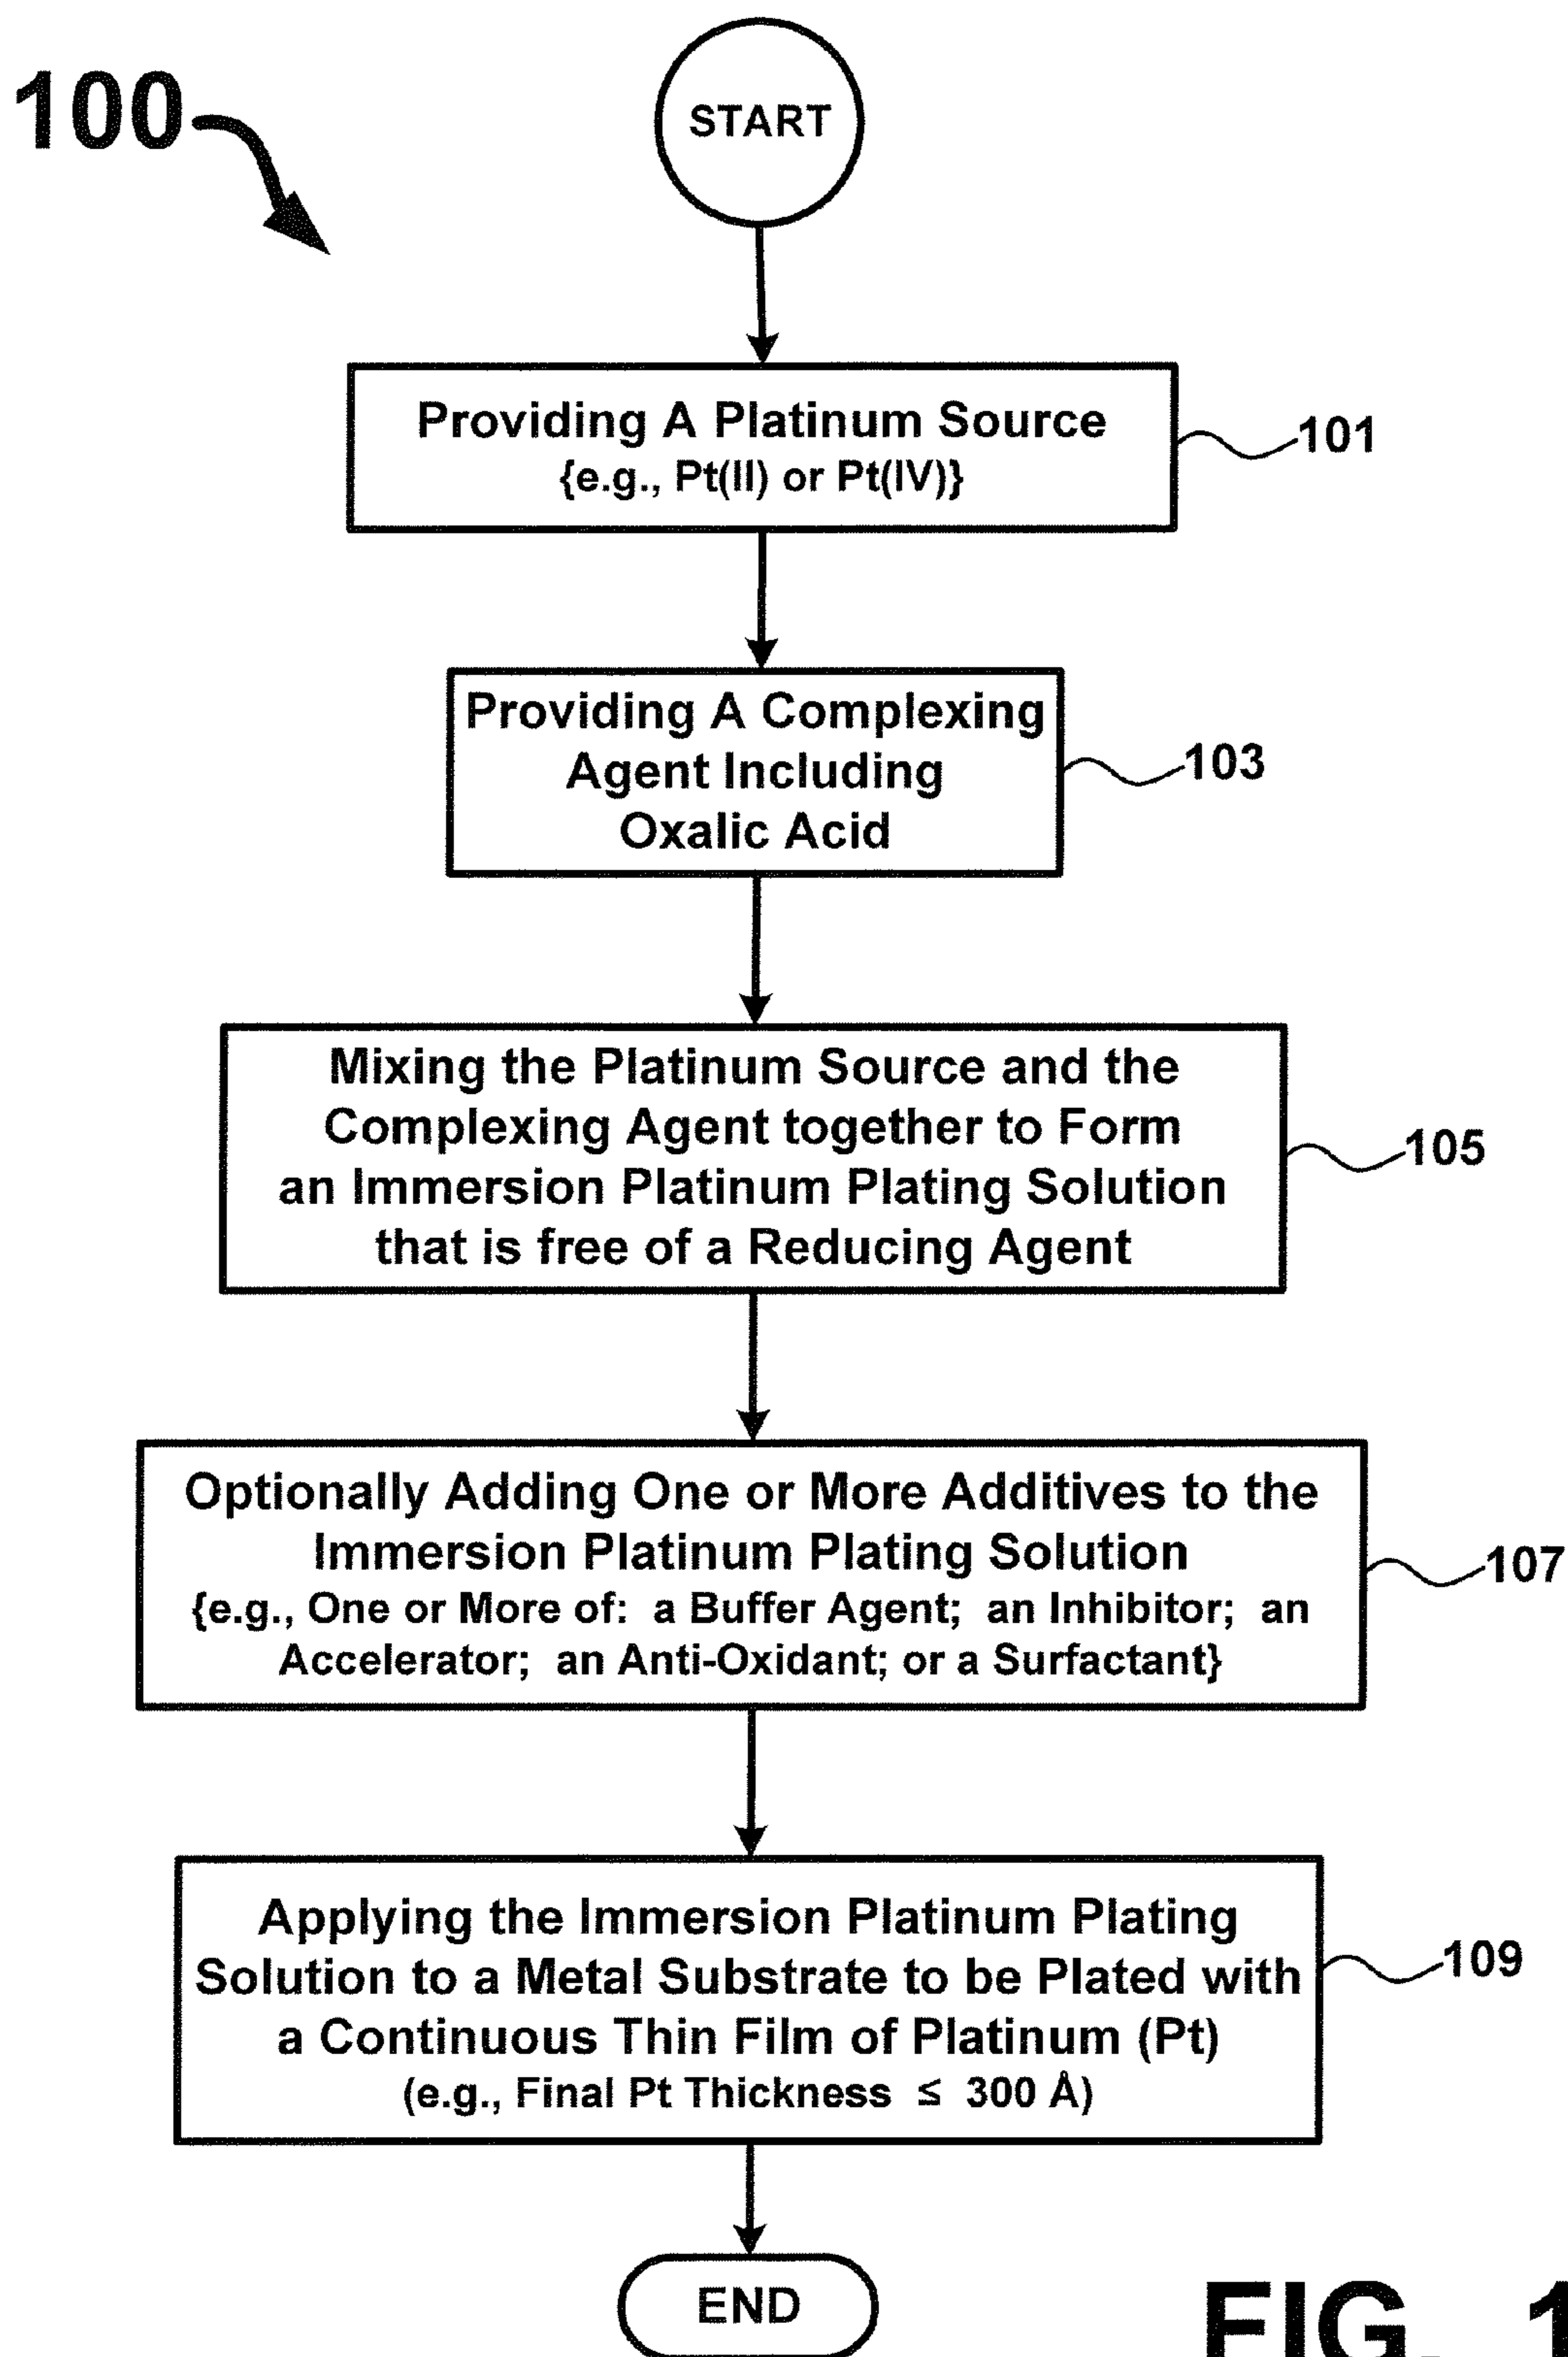 100
START
Providing A Platinum Source
{e.g., Pt(II) or Pt(IV)}
101
Providing A Complexing
Agent Including
Oxalic Acid
103
Mixing the Platinum Source and the
Complexing Agent together to Form
an Immersion Platinum Plating Solution
that is free of a Reducing Agent
105
Optionally Adding One or More Additives to the
Immersion Platinum Plating Solution
{e.g., One or More of: a Buffer Agent; an Inhibitor; an
Accelerator; an Anti-Oxidant; or a Surfactant}
107
Applying the Immersion Platinum Plating
Solution to a Metal Substrate to be Plated with
a Continuous Thin Film of Platinum (Pt)
(e.g., Final Pt Thickness ≤ 300 Å)
109
END
FIG. 1